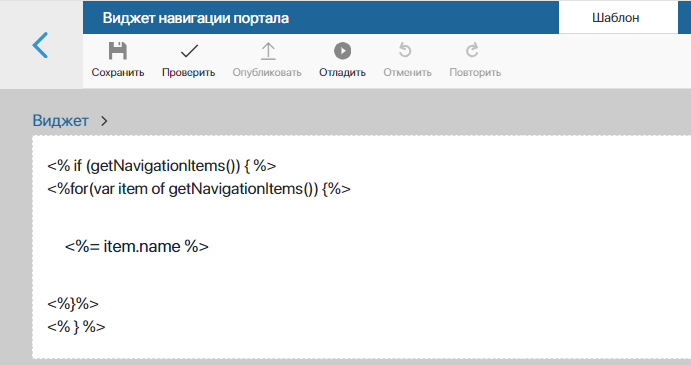 Виджет навигации портала
Шаблон
Сохранить Проверить Опубликовать Отладить Отменить Повторить
Виджет >
<% if (getNavigationItems()) { %>
<%for(var item of getNavigationItems()) {%>
<%= item.name %>
<%}%>
<% } %>